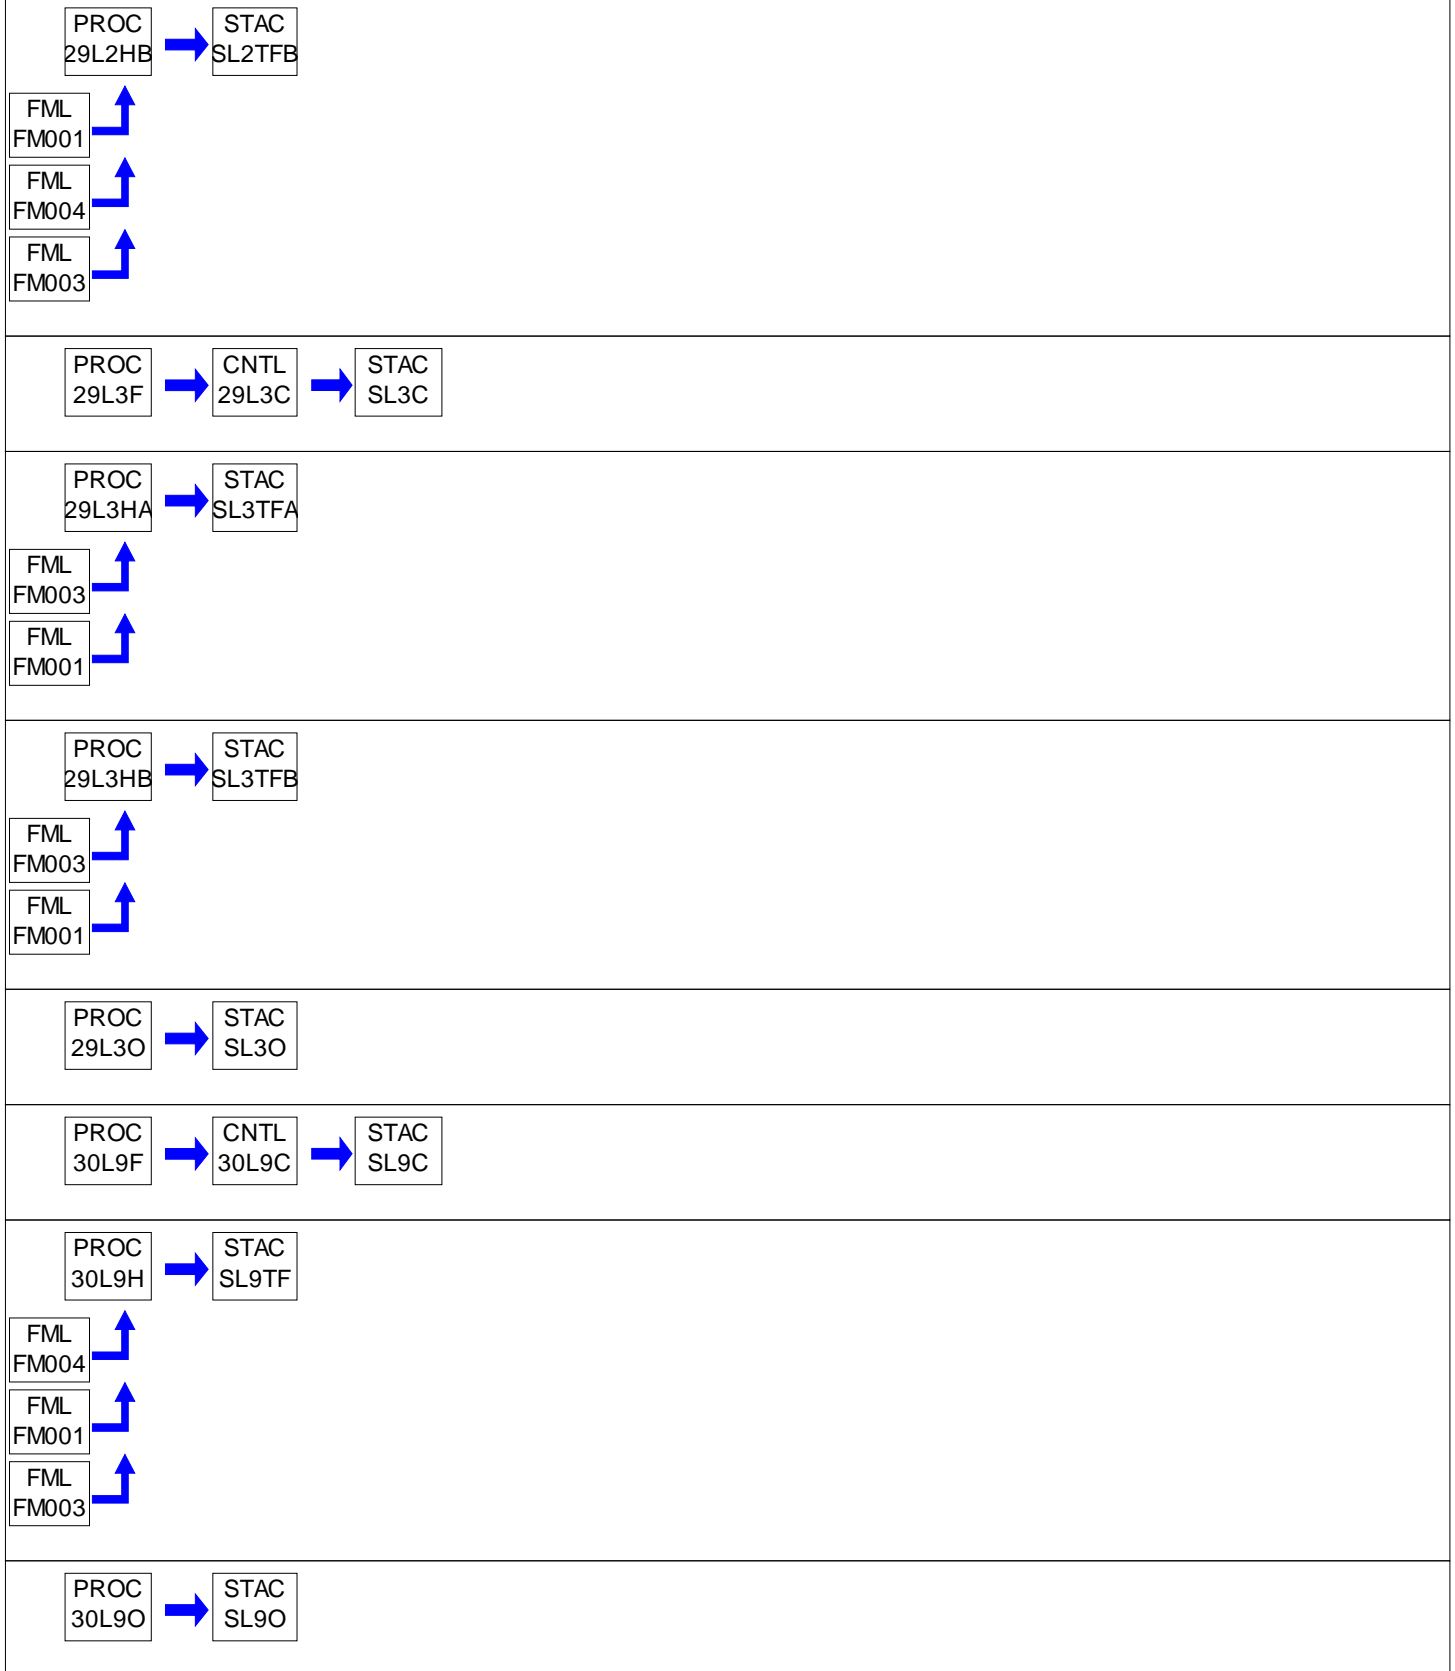 PROC
29L2HB
STAC
SL2TFB
FML
FM001
FML
FM004
FML
FM003
PROC
29L3F
CNTL
29L3C
STAC
SL3C
PROC
29L3HA
STAC
SL3TFA
FML
FM003
FML
FM001
PROC
29L3HB
STAC
SL3TFB
FML
FM003
FML
FM001
PROC
29L3O
STAC
SL3O
PROC
30L9F
CNTL
30L9C
STAC
SL9C
PROC
30L9H
STAC
SL9TF
FML
FM004
FML
FM001
FML
FM003
PROC
30L9O
STAC
SL9O